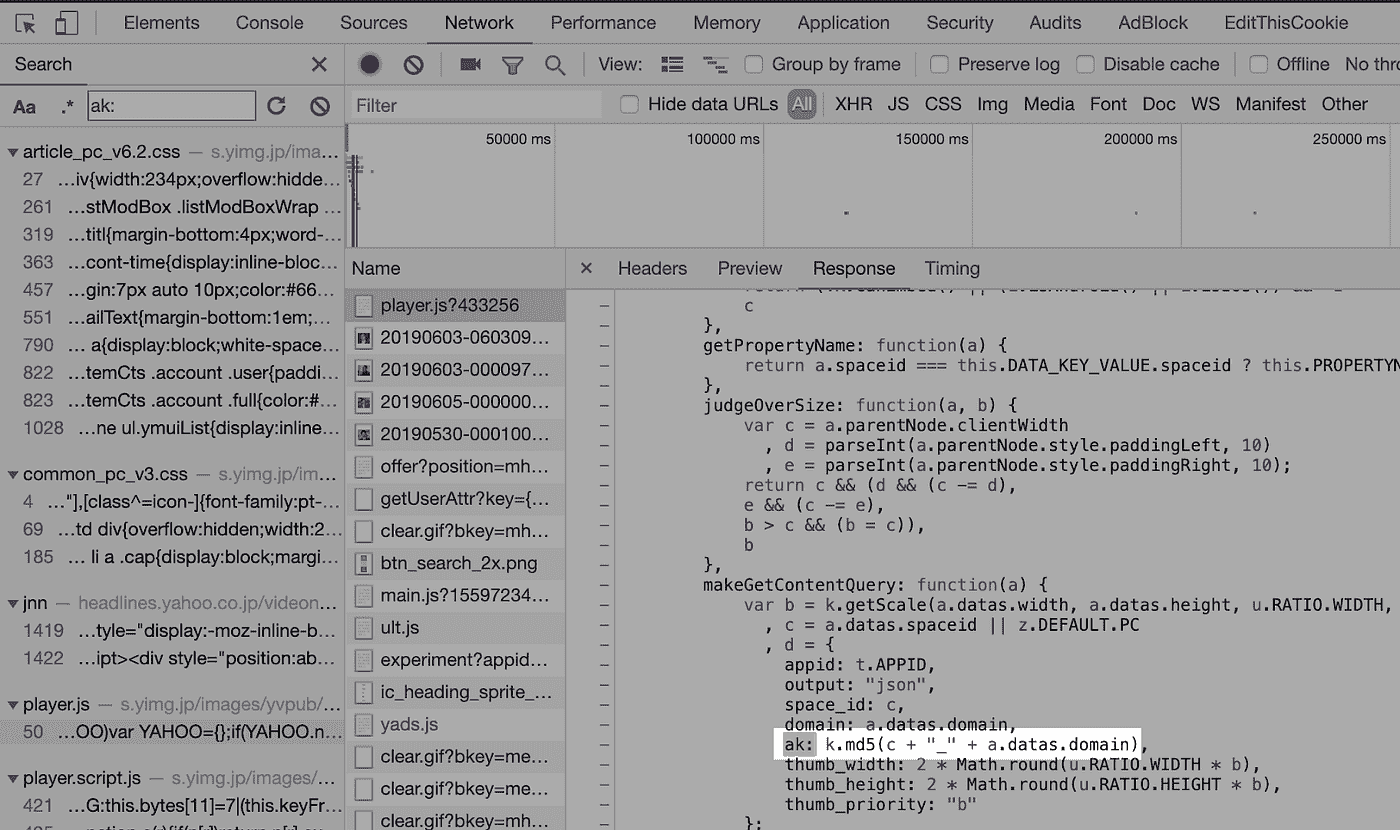 Elements Console Sources Network Performance Memory Application Security Audits AdBlock EditThisCookie
Search
View: Group by frame Preserve log Disable cache Offline No thr
Aa .* ak:
Filter Hide data URLs All XHR JS CSS Img Media Font Doc WS Manifest Other
50000 ms 100000 ms 150000 ms 200000 ms 250000 ms
article_pc_v6.2.css — s.yimg.jp/ima…
27 …iv{width:234px;overflow:hidde…
261 …stModBox .listModBoxWrap …
319 …titl{margin-bottom:4px;word-…
363 …cont-time{display:inline-bloc…
457 …gin:7px auto 10px;color:#66…
551 …ailText{margin-bottom:1em;…
790 … a{display:block;white-space…
822 …temCts .account .user{paddi…
823 …temCts .account .full{color:#…
1028 …ne ul.ymuiList{display:inline…
common_pc_v3.css — s.yimg.jp/im…
4 …"],[class^=icon-]{font-family:pt-…
69 …td div{overflow:hidden;width:2…
185 … li a .cap{display:block;margi…
jnn — headlines.yahoo.co.jp/videon…
1419 …tyle="display:-moz-inline-b…
1422 …ipt><div style="position:ab…
player.js — s.yimg.jp/images/yvpub/…
50 …OO)var YAHOO={};if(YAHOO.n…
player.script.js — s.yimg.jp/images/…
421 …G:this.bytes[11]=7|(this.keyFr…
Name
player.js?433256
20190603-060309…
20190603-000097…
20190605-000000…
20190530-000100…
offer?position=mh…
getUserAttr?key={…
clear.gif?bkey=mh…
btn_search_2x.png
main.js?15597234…
ult.js
experiment?appid…
ic_heading_sprite_…
yads.js
clear.gif?bkey=me…
clear.gif?bkey=me…
clear.gif?bkey=me…
Headers Preview Response Timing
c
},
getPropertyName: function(a) {
return a.spaceid === this.DATA_KEY_VALUE.spaceid ? this.PROPERTYN
},
judgeOverSize: function(a, b) {
var c = a.parentNode.clientWidth
, d = parseInt(a.parentNode.style.paddingLeft, 10)
, e = parseInt(a.parentNode.style.paddingRight, 10);
return c && (d && (c -= d),
e && (c -= e),
b > c && (b = c)),
b
},
makeGetContentQuery: function(a) {
var b = k.getScale(a.datas.width, a.datas.height, u.RATIO.WIDTH,
, c = a.datas.spaceid || z.DEFAULT.PC
, d = {
appid: t.APPID,
output: "json",
space_id: c,
domain: a.datas.domain,
ak: k.md5(c + "_" + a.datas.domain),
thumb_width: 2 * Math.round(u.RATIO.WIDTH * b),
thumb_height: 2 * Math.round(u.RATIO.HEIGHT * b),
thumb_priority: "b"
};